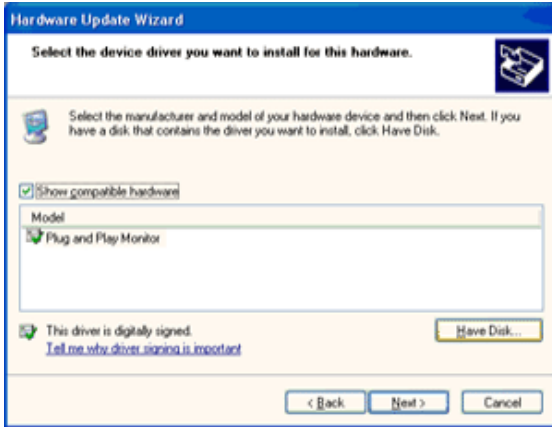 Hardware Update Wizard
Select the device driver you want to install for this hardware.
Select the manufacturer and model of your hardware device and then click Next. If you
have a disk that contains the driver you want to install, click Have Disk.
Show compatible hardware
Model
Plug and Play Monitor
This driver is digitally signed.
Have Disk...
Tell me why driver signing is important
< Back
Next >
Cancel